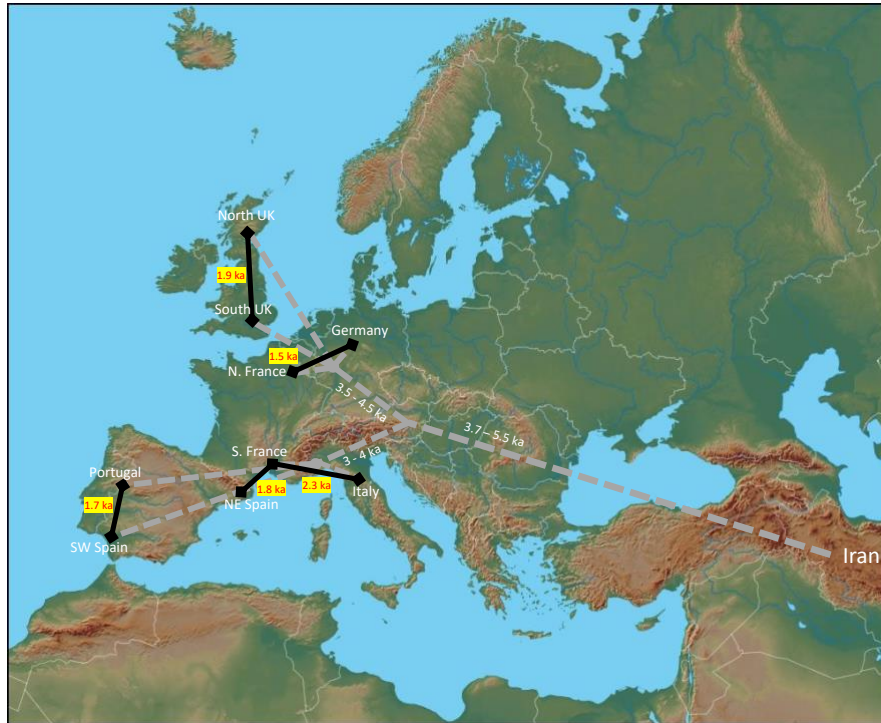 North UK
1.9 ka
South UK
Germany
1.5 ka
N. France
3.5 - 4.5 ka
3.7 – 5.5 ka
S. France
3 - 4 ka
Portugal
1.8 ka
2.3 ka
Italy
1.7 ka
NE Spain
SW Spain
Iran